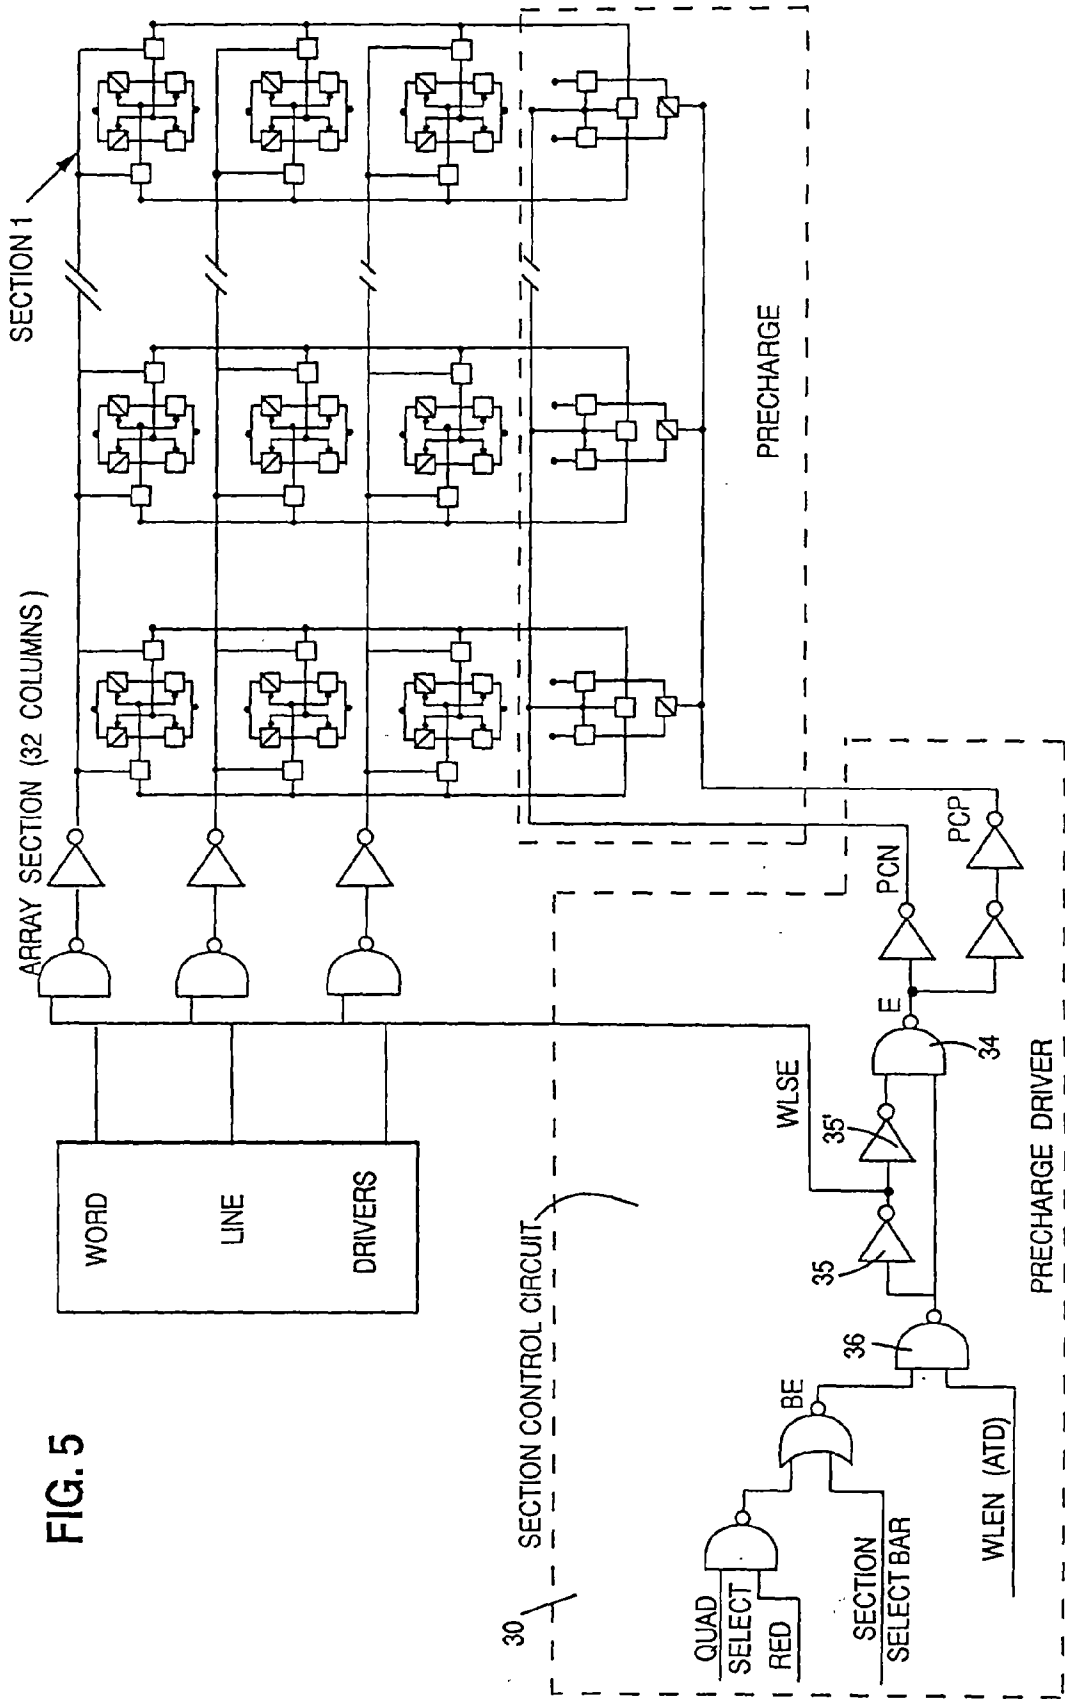 FIG. 5
ARRAY SECTION (32 COLUMNS)
SECTION 1
WORD
LINE
DRIVERS
PRECHARGE
SECTION CONTROL CIRCUIT
30
WLSE
PCN
PCP
E
34
35'
35
36
BE
QUAD
SELECT
RED
SECTION
SELECT BAR
WLEN (ATD)
PRECHARGE DRIVER